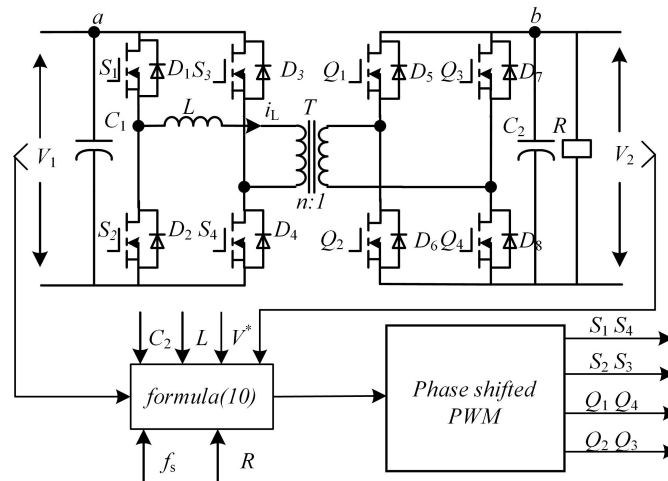 a b
S1 D1 S3 D3 Q1 D5 Q3 D7
C1 L iL T C2 R
V1 V2
n:1
S2 D2 S4 D4 Q2 D6 Q4 D8
C2 L V*
formula(10)
fs R
Phase shifted
PWM
S1 S4
S2 S3
Q1 Q4
Q2 Q3